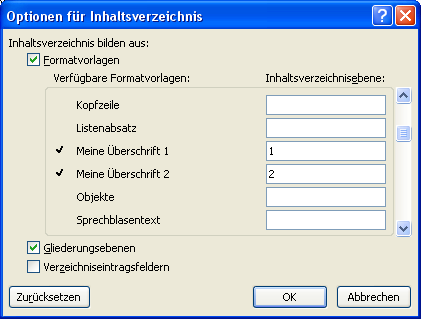 Optionen für Inhaltsverzeichnis
Inhaltsverzeichnis bilden aus:
Formatvorlagen
Verfügbare Formatvorlagen: Inhaltsverzeichnisebene:
Kopfzeile
Listenabsatz
Meine Überschrift 1 1
Meine Überschrift 2 2
Objekte
Sprechblasentext
Gliederungsebenen
Verzeichniseintragsfeldern
Zurücksetzen OK Abbrechen